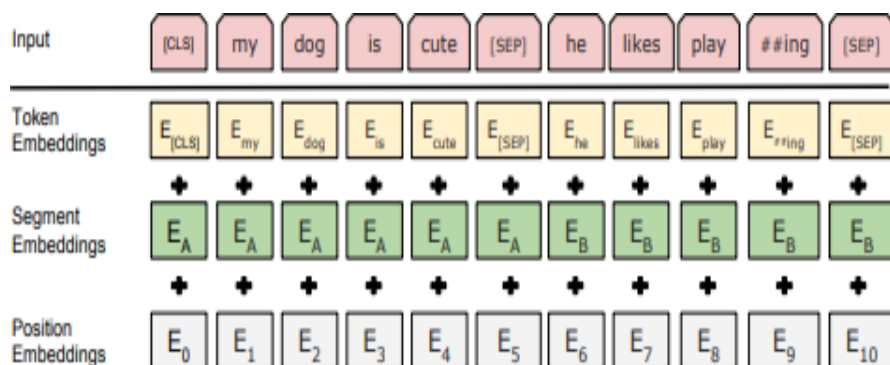 Input [CLS] my dog is cute [SEP] he likes play ##ing [SEP]
Token
Embeddings E[CLS] Emy Edog Eis Ecute E[SEP] Ehe Elikes Eplay E##ing E[SEP]
+ + + + + + + + + + +
Segment
Embeddings EA EA EA EA EA EA EB EB EB EB EB
+ + + + + + + + + + +
Position
Embeddings E0 E1 E2 E3 E4 E5 E6 E7 E8 E9 E10